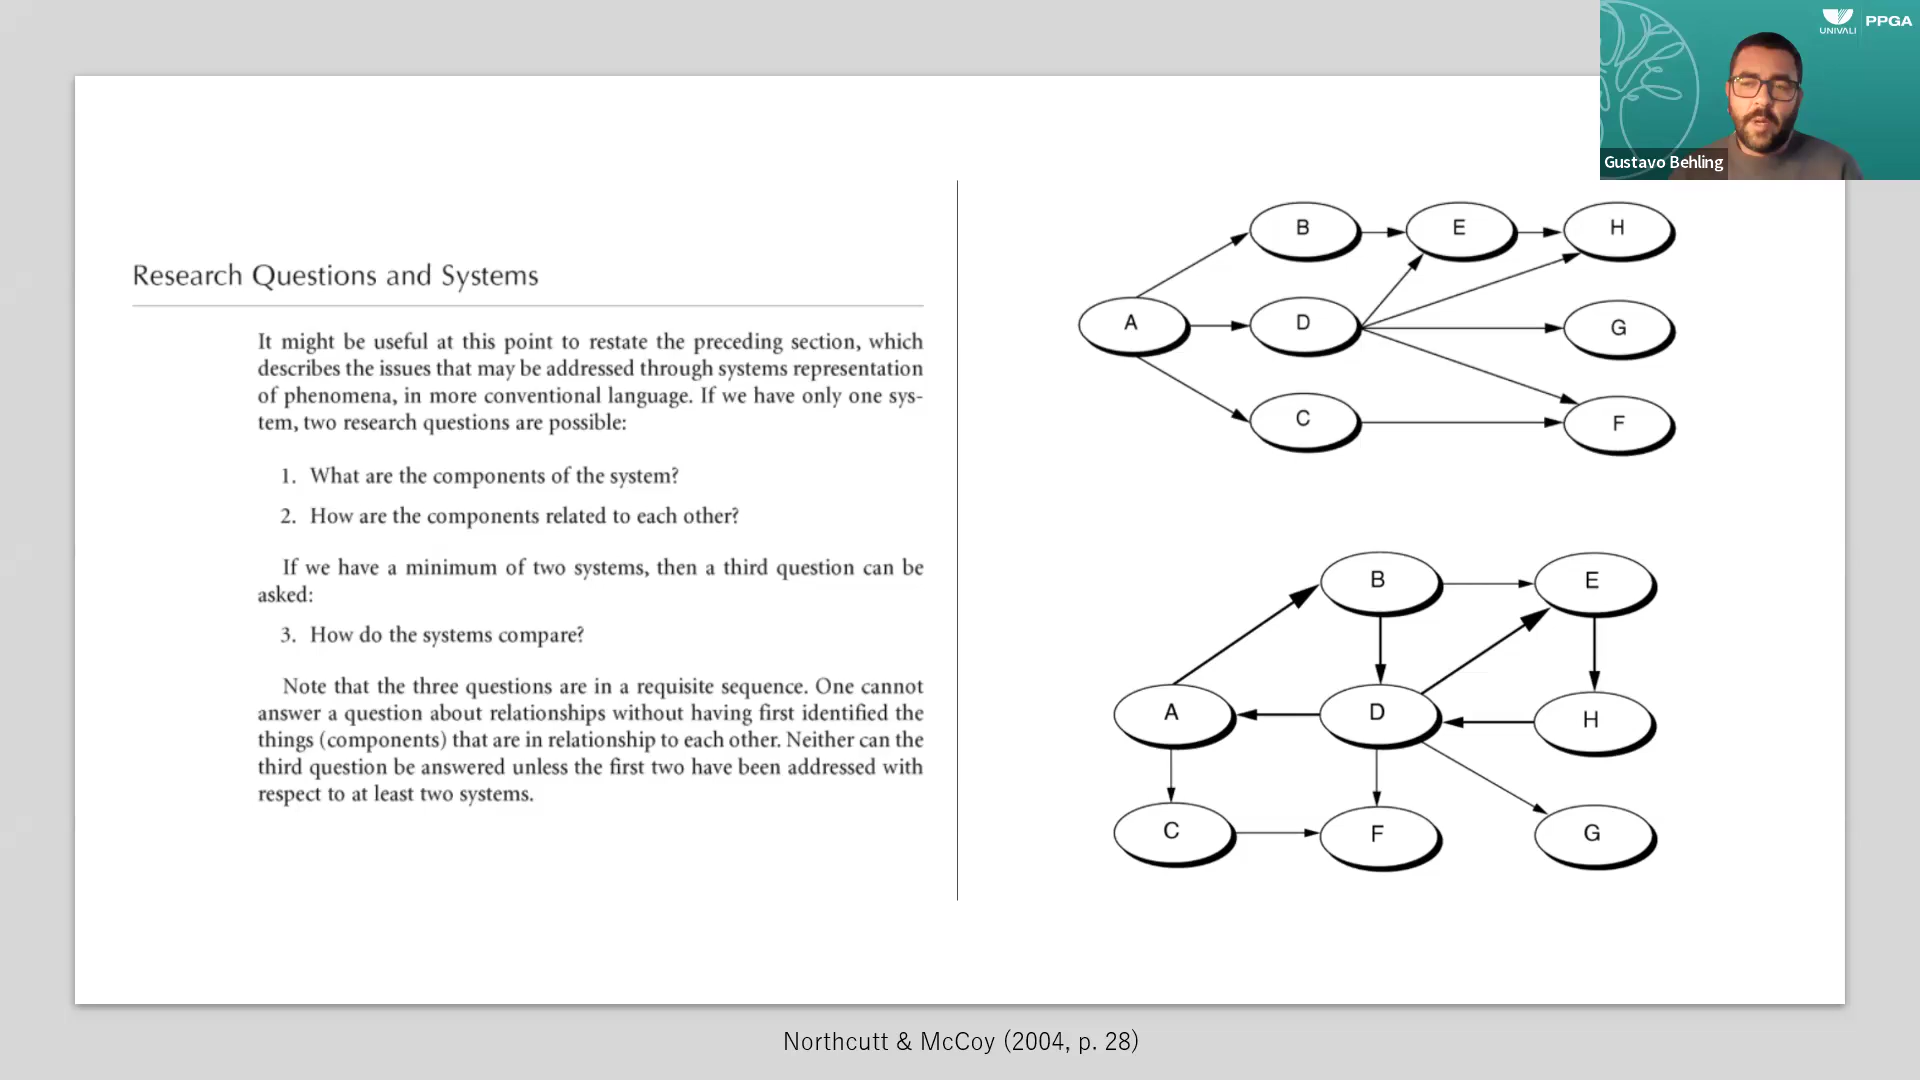 UNIVALI
PPGA
Gustavo Behling
Research Questions and Systems
It might be useful at this point to restate the preceding section, which
describes the issues that may be addressed through systems representation
of phenomena, in more conventional language. If we have only one sys-
tem, two research questions are possible:
1. What are the components of the system?
2. How are the components related to each other?
If we have a minimum of two systems, then a third question can be
asked:
3. How do the systems compare?
Note that the three questions are in a requisite sequence. One cannot
answer a question about relationships without having first identified the
things (components) that are in relationship to each other. Neither can the
third question be answered unless the first two have been addressed with
respect to at least two systems.
B E H
A D G
C F
B E
A D H
C F G
Northcutt & McCoy (2004, p. 28)